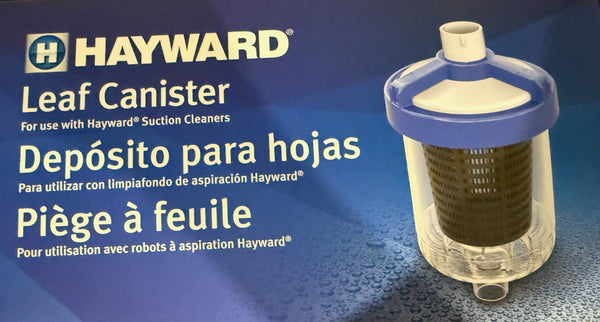 H HAYWARD®
Leaf Canister
For use with Hayward® Suction Cleaners
Depósito para hojas
Para utilizar con limpiafondo de aspiración Hayward®
Piège à feuile
Pour utilisation avec robots à aspiration Hayward®